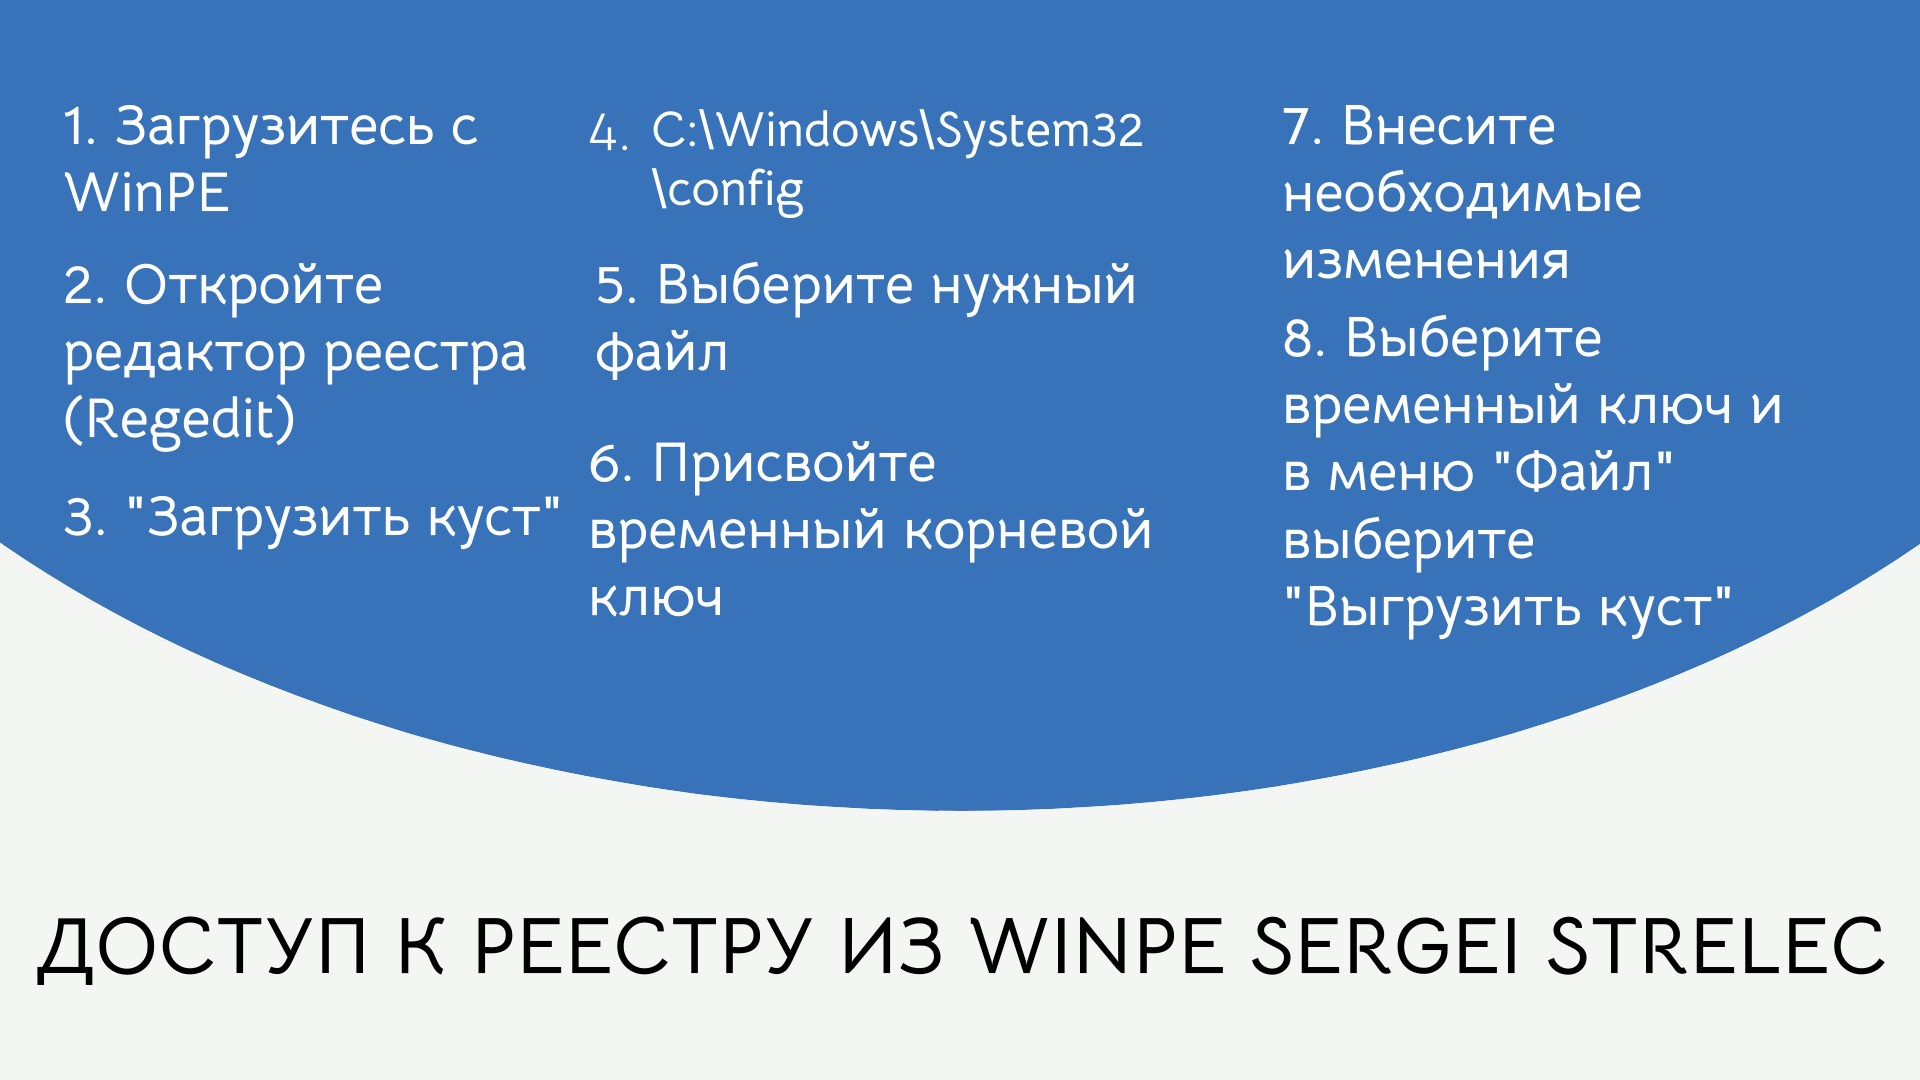 1. Загрузитесь с
WinPE
2. Откройте
редактор реестра
(Regedit)
3. "Загрузить куст"
4. C:\Windows\System32
\config
5. Выберите нужный
файл
6. Присвойте
временный корневой
ключ
7. Внесите
необходимые
изменения
8. Выберите
временный ключ и
в меню "Файл"
выберите
"Выгрузить куст"
ДОСТУП К РЕЕСТРУ ИЗ WINPE SERGEI STRELEC